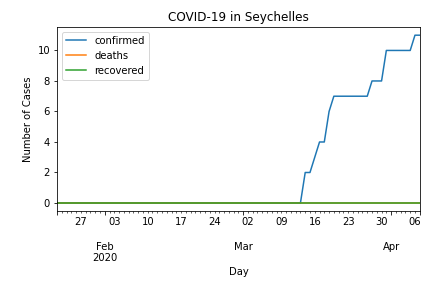 COVID-19 in Seychelles
confirmed
deaths
recovered
Number of Cases
10
8
6
4
2
0
27 03 10 17 24 02 09 16 23 30 06
Feb Mar Apr
2020
Day